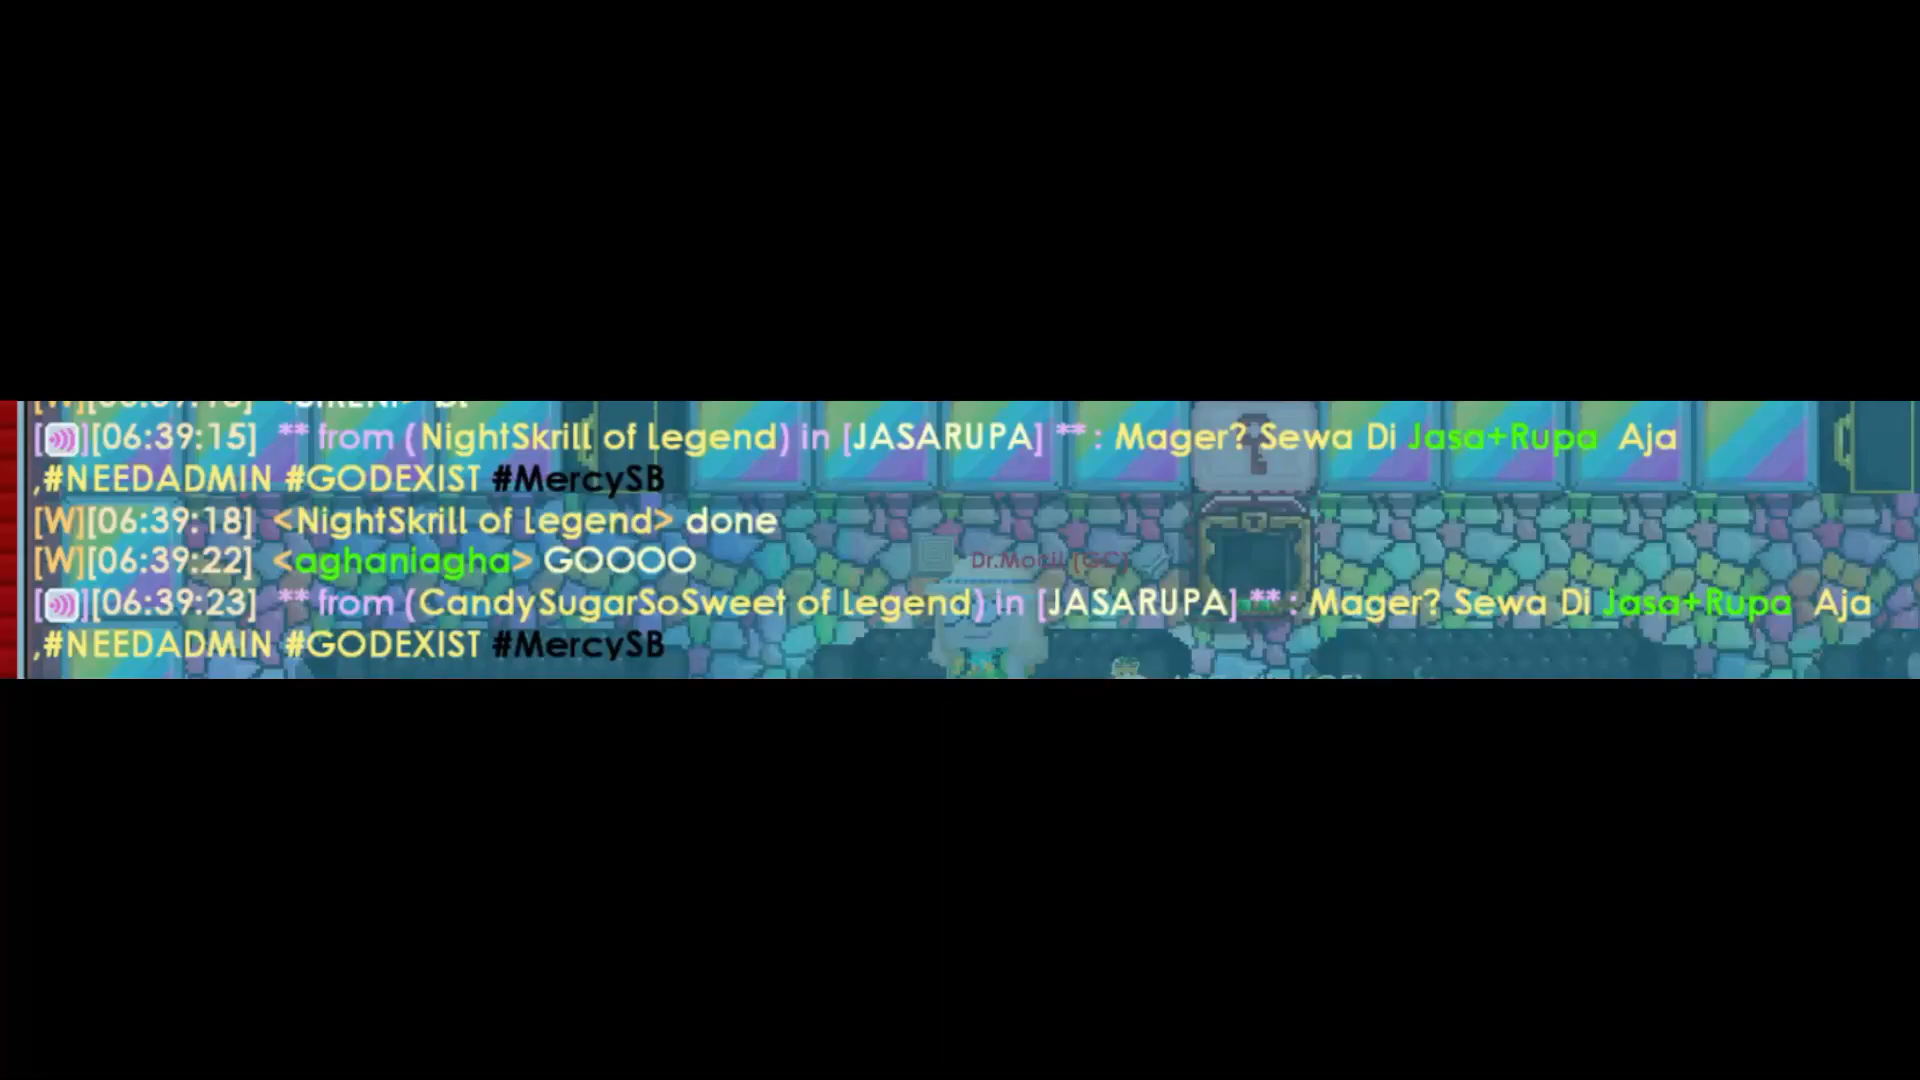 [06:39:15] ** from (NightSkrill of Legend) in [JASARUPA] ** : Mager? Sewa Di Jasa+Rupa Aja
,#NEEDADMIN #GODEXIST #MercySB
[W][06:39:18] <NightSkrill of Legend> done
[W][06:39:22] <aghaniagha> GOOOO
[06:39:23] ** from (CandySugarSoSweet of Legend) in [JASARUPA] ** : Mager? Sewa Di Jasa+Rupa Aja
,#NEEDADMIN #GODEXIST #MercySB